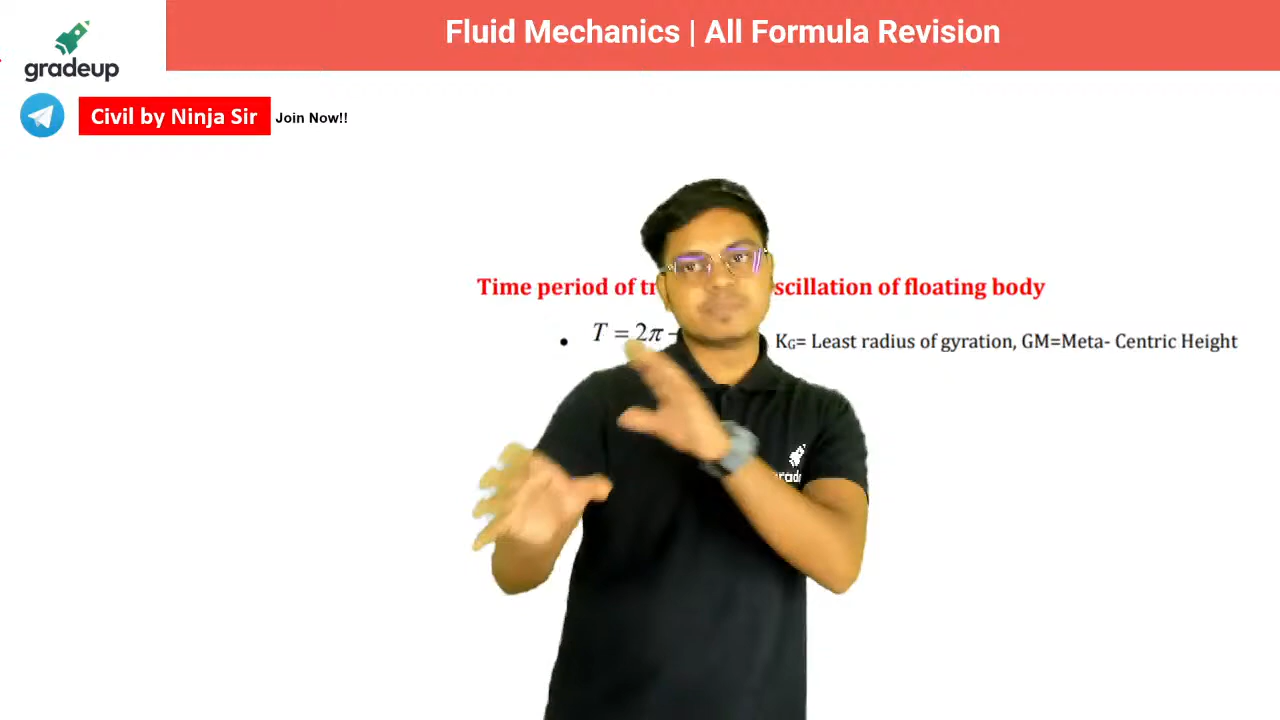 Fluid Mechanics | All Formula Revision
gradeup
Civil by Ninja Sir Join Now!!
Time period of scillation of floating body
• T = 2π
KG= Least radius of gyration, GM=Meta- Centric Height